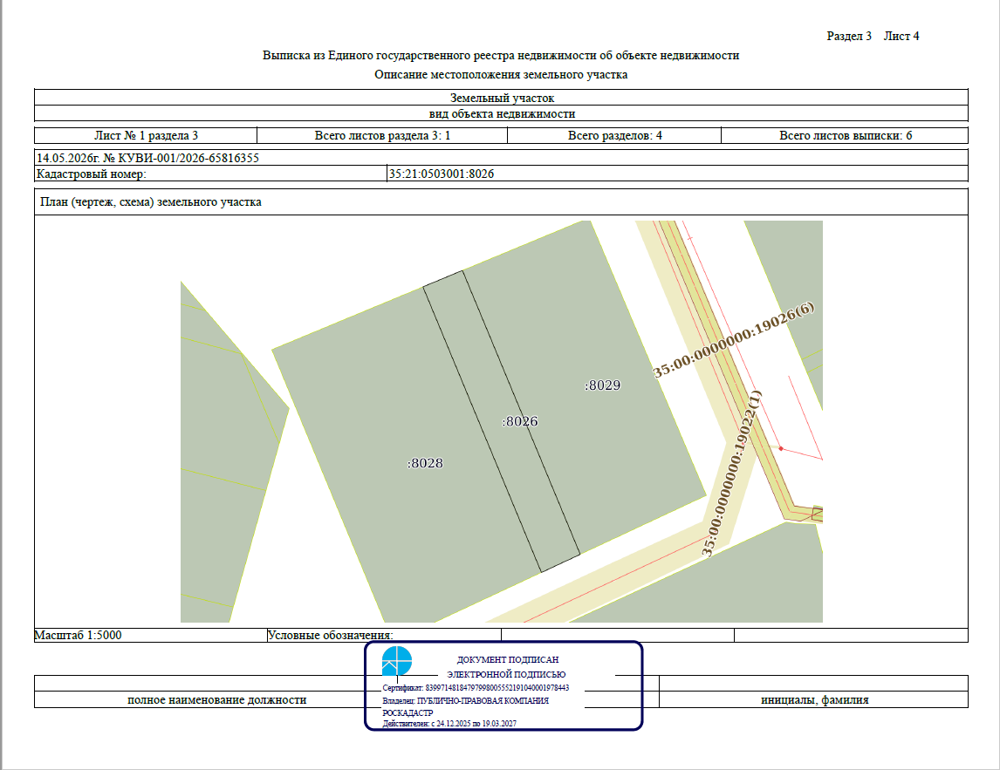 Раздел 3 Лист 4
Выписка из Единого государственного реестра недвижимости об объекте недвижимости
Описание местоположения земельного участка
Земельный участок
вид объекта недвижимости
Лист № 1 раздела 3 Всего листов раздела 3: 1 Всего разделов: 4 Всего листов выписки: 6
14.05.2026г. № КУВИ-001/2026-65816355
Кадастровый номер: 35:21:0503001:8026
План (чертеж, схема) земельного участка
35:00:0000000:19026(6)
:8029
:8026
:8028
35:00:0000000:19022(1)
Масштаб 1:5000 Условные обозначения:
ДОКУМЕНТ ПОДПИСАН
ЭЛЕКТРОННОЙ ПОДПИСЬЮ
Сертификат: 83997148184797998005552191040001978443
Владелец: ПУБЛИЧНО-ПРАВОВАЯ КОМПАНИЯ
РОСКАДАСТР
Действителен: с 24.12.2025 по 19.03.2027
полное наименование должности инициалы, фамилия